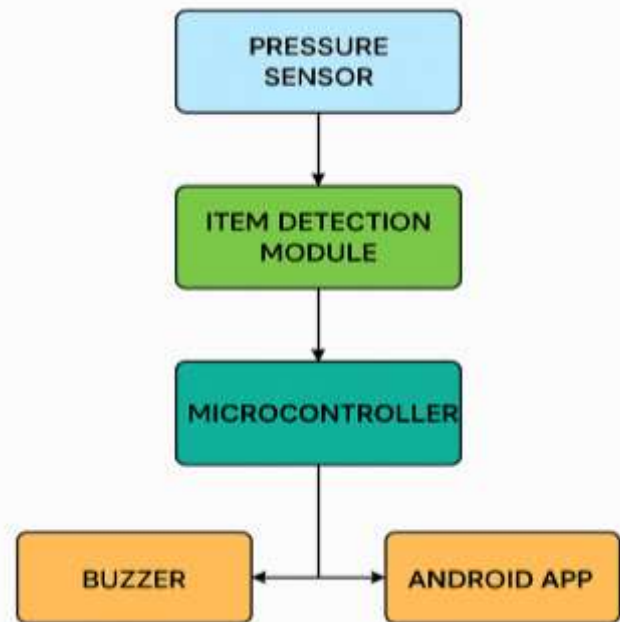 PRESSURE
SENSOR
ITEM DETECTION
MODULE
MICROCONTROLLER
BUZZER
ANDROID APP